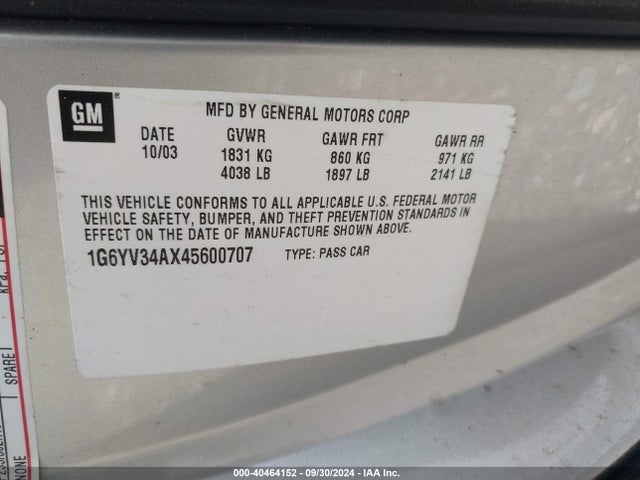 GM
MFD BY GENERAL MOTORS CORP
DATE GVWR GAWR FRT GAWR RR
10/03 1831 KG 860 KG 971 KG
4038 LB 1897 LB 2141 LB
THIS VEHICLE CONFORMS TO ALL APPLICABLE U.S. FEDERAL MOTOR
VEHICLE SAFETY, BUMPER, AND THEFT PREVENTION STANDARDS IN
EFFECT ON THE DATE OF MANUFACTURE SHOWN ABOVE.
1G6YV34AX45600707 TYPE: PASS CAR
SPARE
NONE
000-40464152 - 09/30/2024 - IAA Inc.